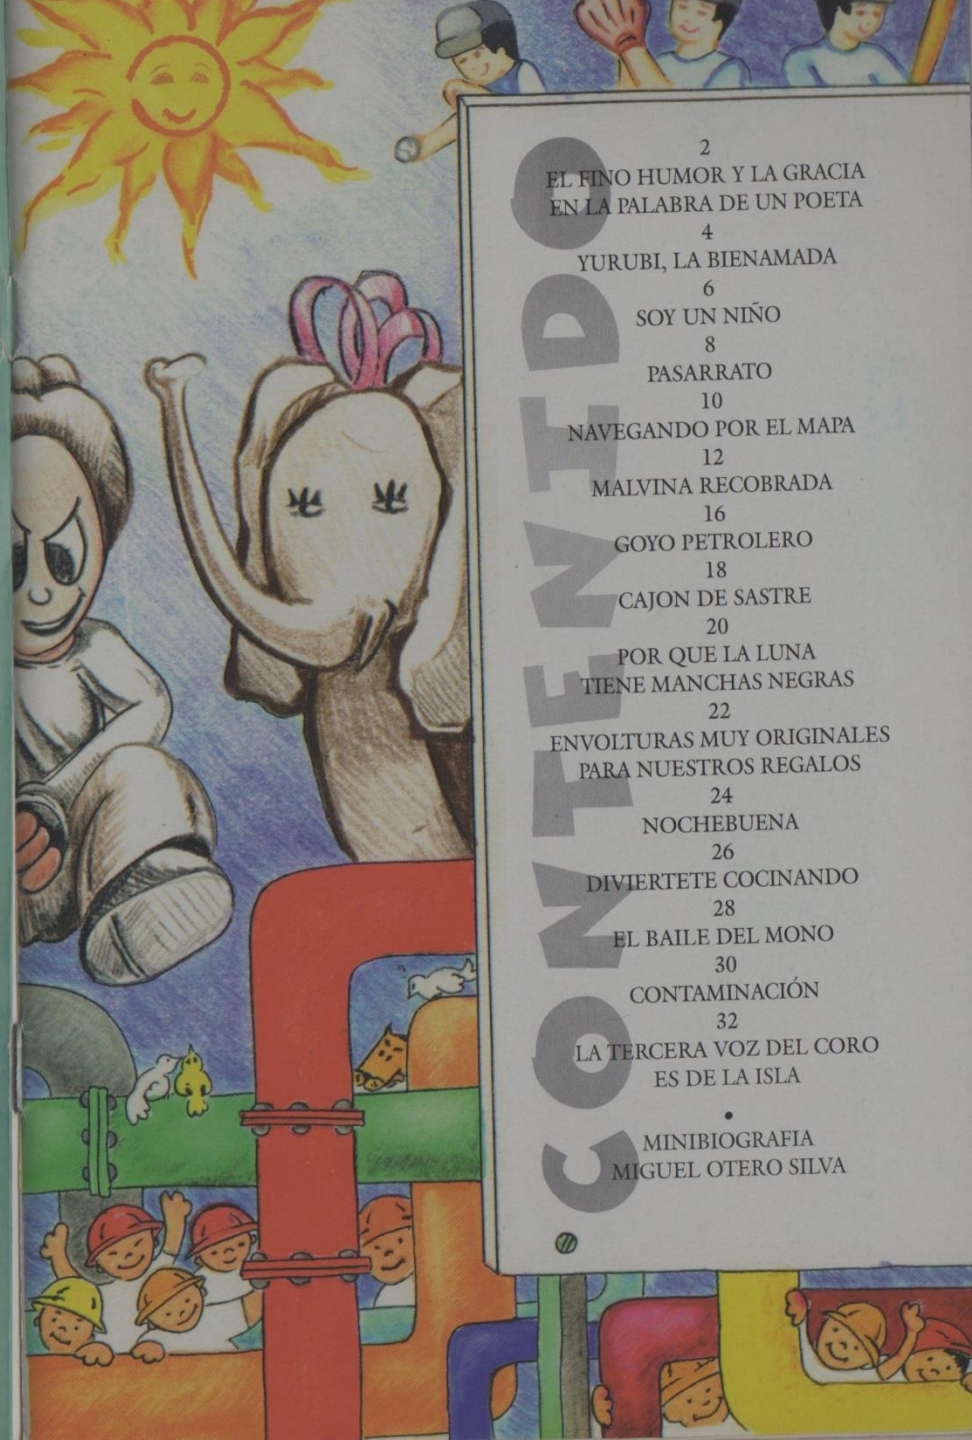 CONTENIDO
2
EL FINO HUMOR Y LA GRACIA
EN LA PALABRA DE UN POETA
4
YURUBI, LA BIENAMADA
6
SOY UN NIÑO
8
PASARRATO
10
NAVEGANDO POR EL MAPA
12
MALVINA RECOBRADA
16
GOYO PETROLERO
18
CAJON DE SASTRE
20
POR QUE LA LUNA
TIENE MANCHAS NEGRAS
22
ENVOLTURAS MUY ORIGINALES
PARA NUESTROS REGALOS
24
NOCHEBUENA
26
DIVIERTETE COCINANDO
28
EL BAILE DEL MONO
30
CONTAMINACIÓN
32
LA TERCERA VOZ DEL CORO
ES DE LA ISLA
•
MINIBIOGRAFIA
MIGUEL OTERO SILVA